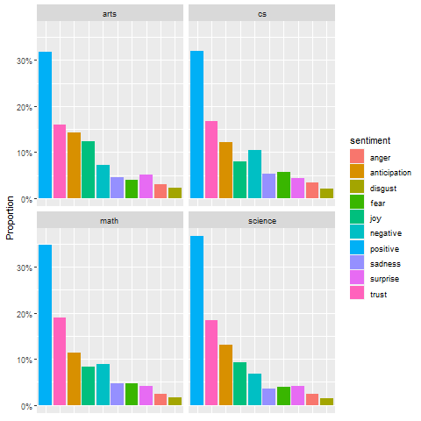 arts
cs
30%
20%
10%
0%
math
science
30%
20%
10%
0%
Proportion
sentiment
anger
anticipation
disgust
fear
joy
negative
positive
sadness
surprise
trust